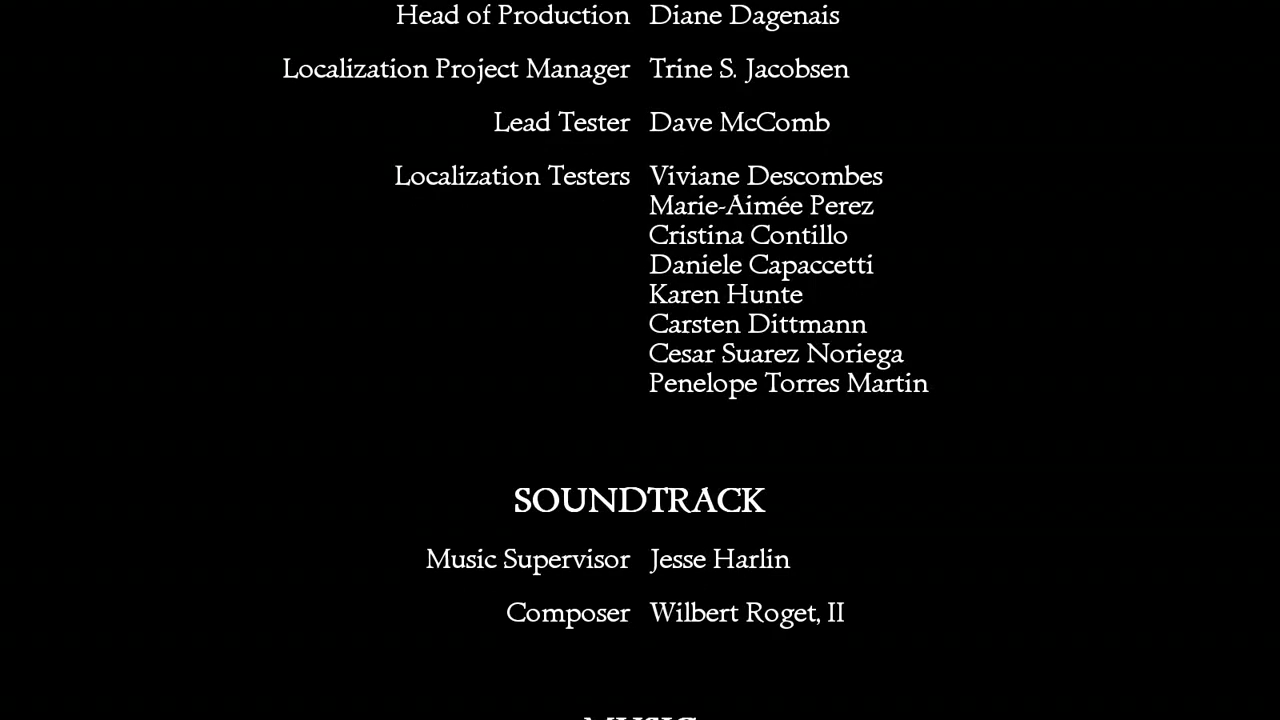 Head of Production Diane Dagenais
Localization Project Manager Trine S. Jacobsen
Lead Tester Dave McComb
Localization Testers Viviane Descombes
Marie-Aimée Perez
Cristina Contillo
Daniele Capaccetti
Karen Hunte
Carsten Dittmann
Cesar Suarez Noriega
Penelope Torres Martin
SOUNDTRACK
Music Supervisor Jesse Harlin
Composer Wilbert Roget, II
MUSIC